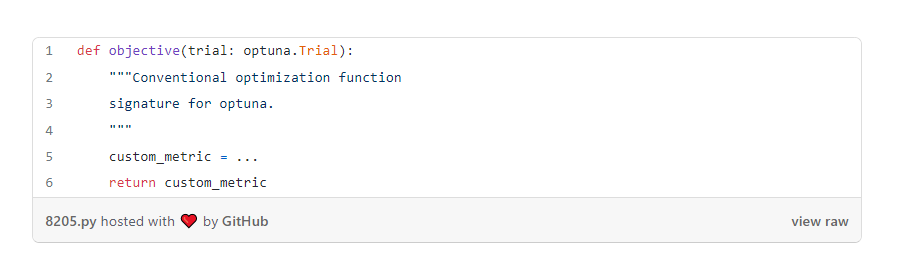 1 def objective(trial: optuna.Trial):
2 """Conventional optimization function
3 signature for optuna.
4 """
5 custom_metric = ...
6 return custom_metric
8205.py hosted with ❤ by GitHub view raw